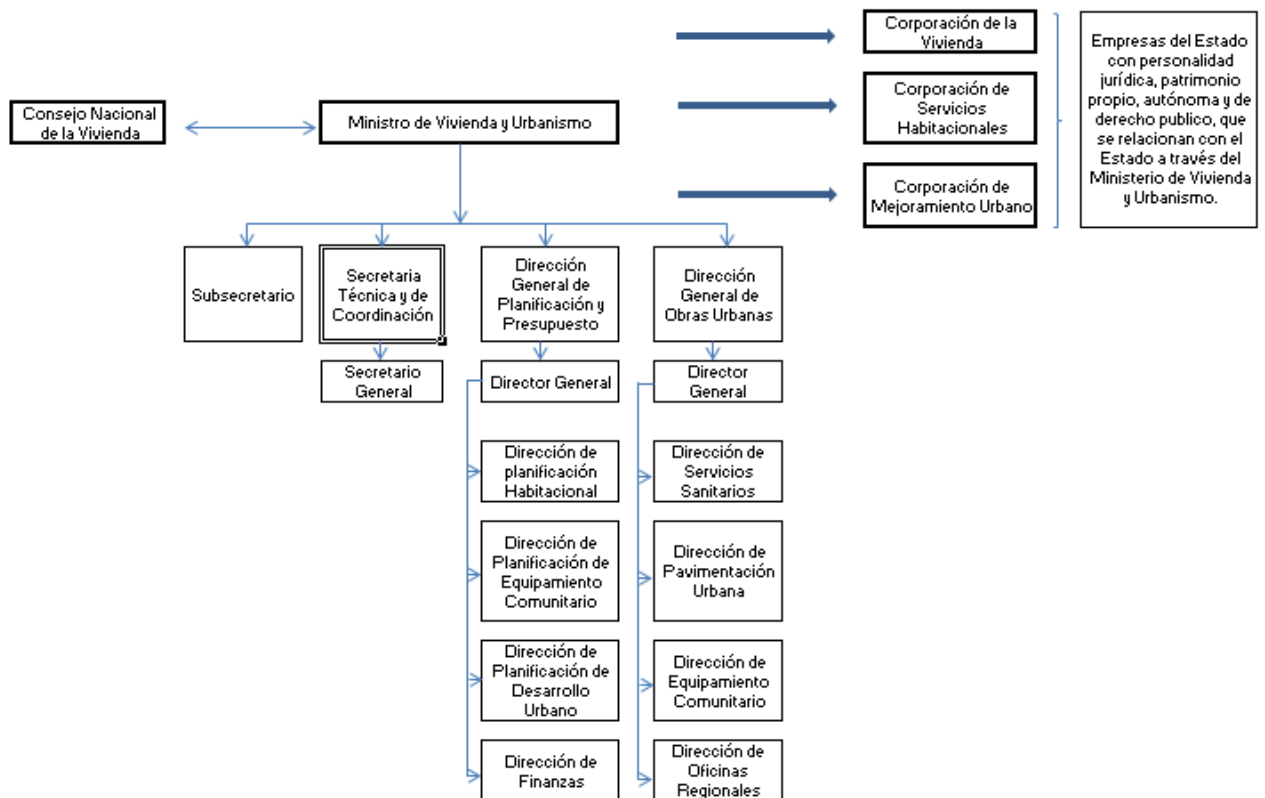 Corporación de la
Vivienda
Corporación de
Servicios
Habitacionales
Corporación de
Mejoramiento Urbano
Empresas del Estado
con personalidad
jurídica, patrimonio
propio, autónoma y de
derecho publico, que
se relacionan con el
Estado a través del
Ministerio de Vivienda
y Urbanismo.
Consejo Nacional
de la Vivienda
Ministro de Vivienda y Urbanismo
Subsecretario
Secretaria
Técnica y de
Coordinación
Dirección
General de
Planificación y
Presupuesto
Dirección
General de
Obras Urbanas
Secretario
General
Director General
Director
General
Dirección de
planificación
Habitacional
Dirección de
Servicios
Sanitarios
Dirección de
Planificación de
Equipamiento
Comunitario
Dirección de
Pavimentación
Urbana
Dirección de
Planificación de
Desarrollo
Urbano
Dirección de
Equipamiento
Comunitario
Dirección de
Finanzas
Dirección de
Oficinas
Regionales